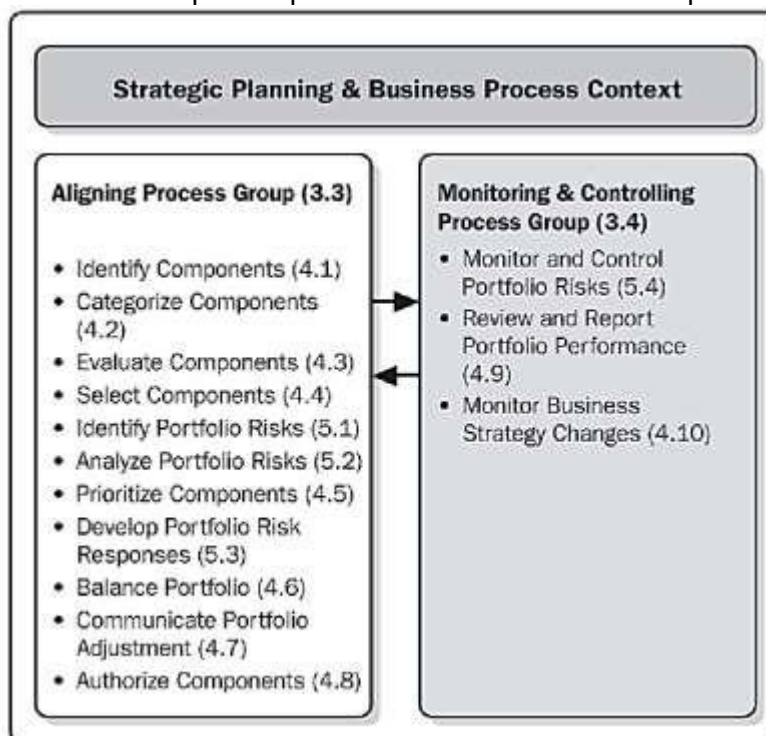 Strategic Planning & Business Process Context
Aligning Process Group (3.3)
• Identify Components (4.1)
• Categorize Components
(4.2)
• Evaluate Components (4.3)
• Select Components (4.4)
• Identify Portfolio Risks (5.1)
• Analyze Portfolio Risks (5.2)
• Prioritize Components (4.5)
• Develop Portfolio Risk
Responses (5.3)
• Balance Portfolio (4.6)
• Communicate Portfolio
Adjustment (4.7)
• Authorize Components (4.8)
Monitoring & Controlling
Process Group (3.4)
• Monitor and Control
Portfolio Risks (5.4)
• Review and Report
Portfolio Performance
(4.9)
• Monitor Business
Strategy Changes (4.10)